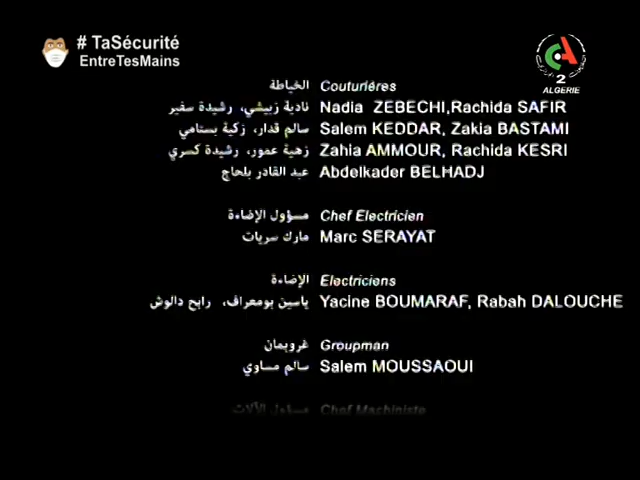 # TaSécurité
EntreTesMains
2
ALGERIE
الخياطة Couturières
نادية زبيشي، رشيدة سفير Nadia ZEBECHI,Rachida SAFIR
سالم قدار، زكية بستامي Salem KEDDAR, Zakia BASTAMI
زهية عمور، رشيدة كسري Zahia AMMOUR, Rachida KESRI
عبد القادر بلحاج Abdelkader BELHADJ
مسؤول الإضاءة Chef Electricien
مارك سريات Marc SERAYAT
الإضاءة Electriciens
ياسين بومعراف، رابح دالوش Yacine BOUMARAF, Rabah DALOUCHE
غروبمان Groupman
سالم مساوي Salem MOUSSAOUI
مسؤول الآلات Chef Machiniste